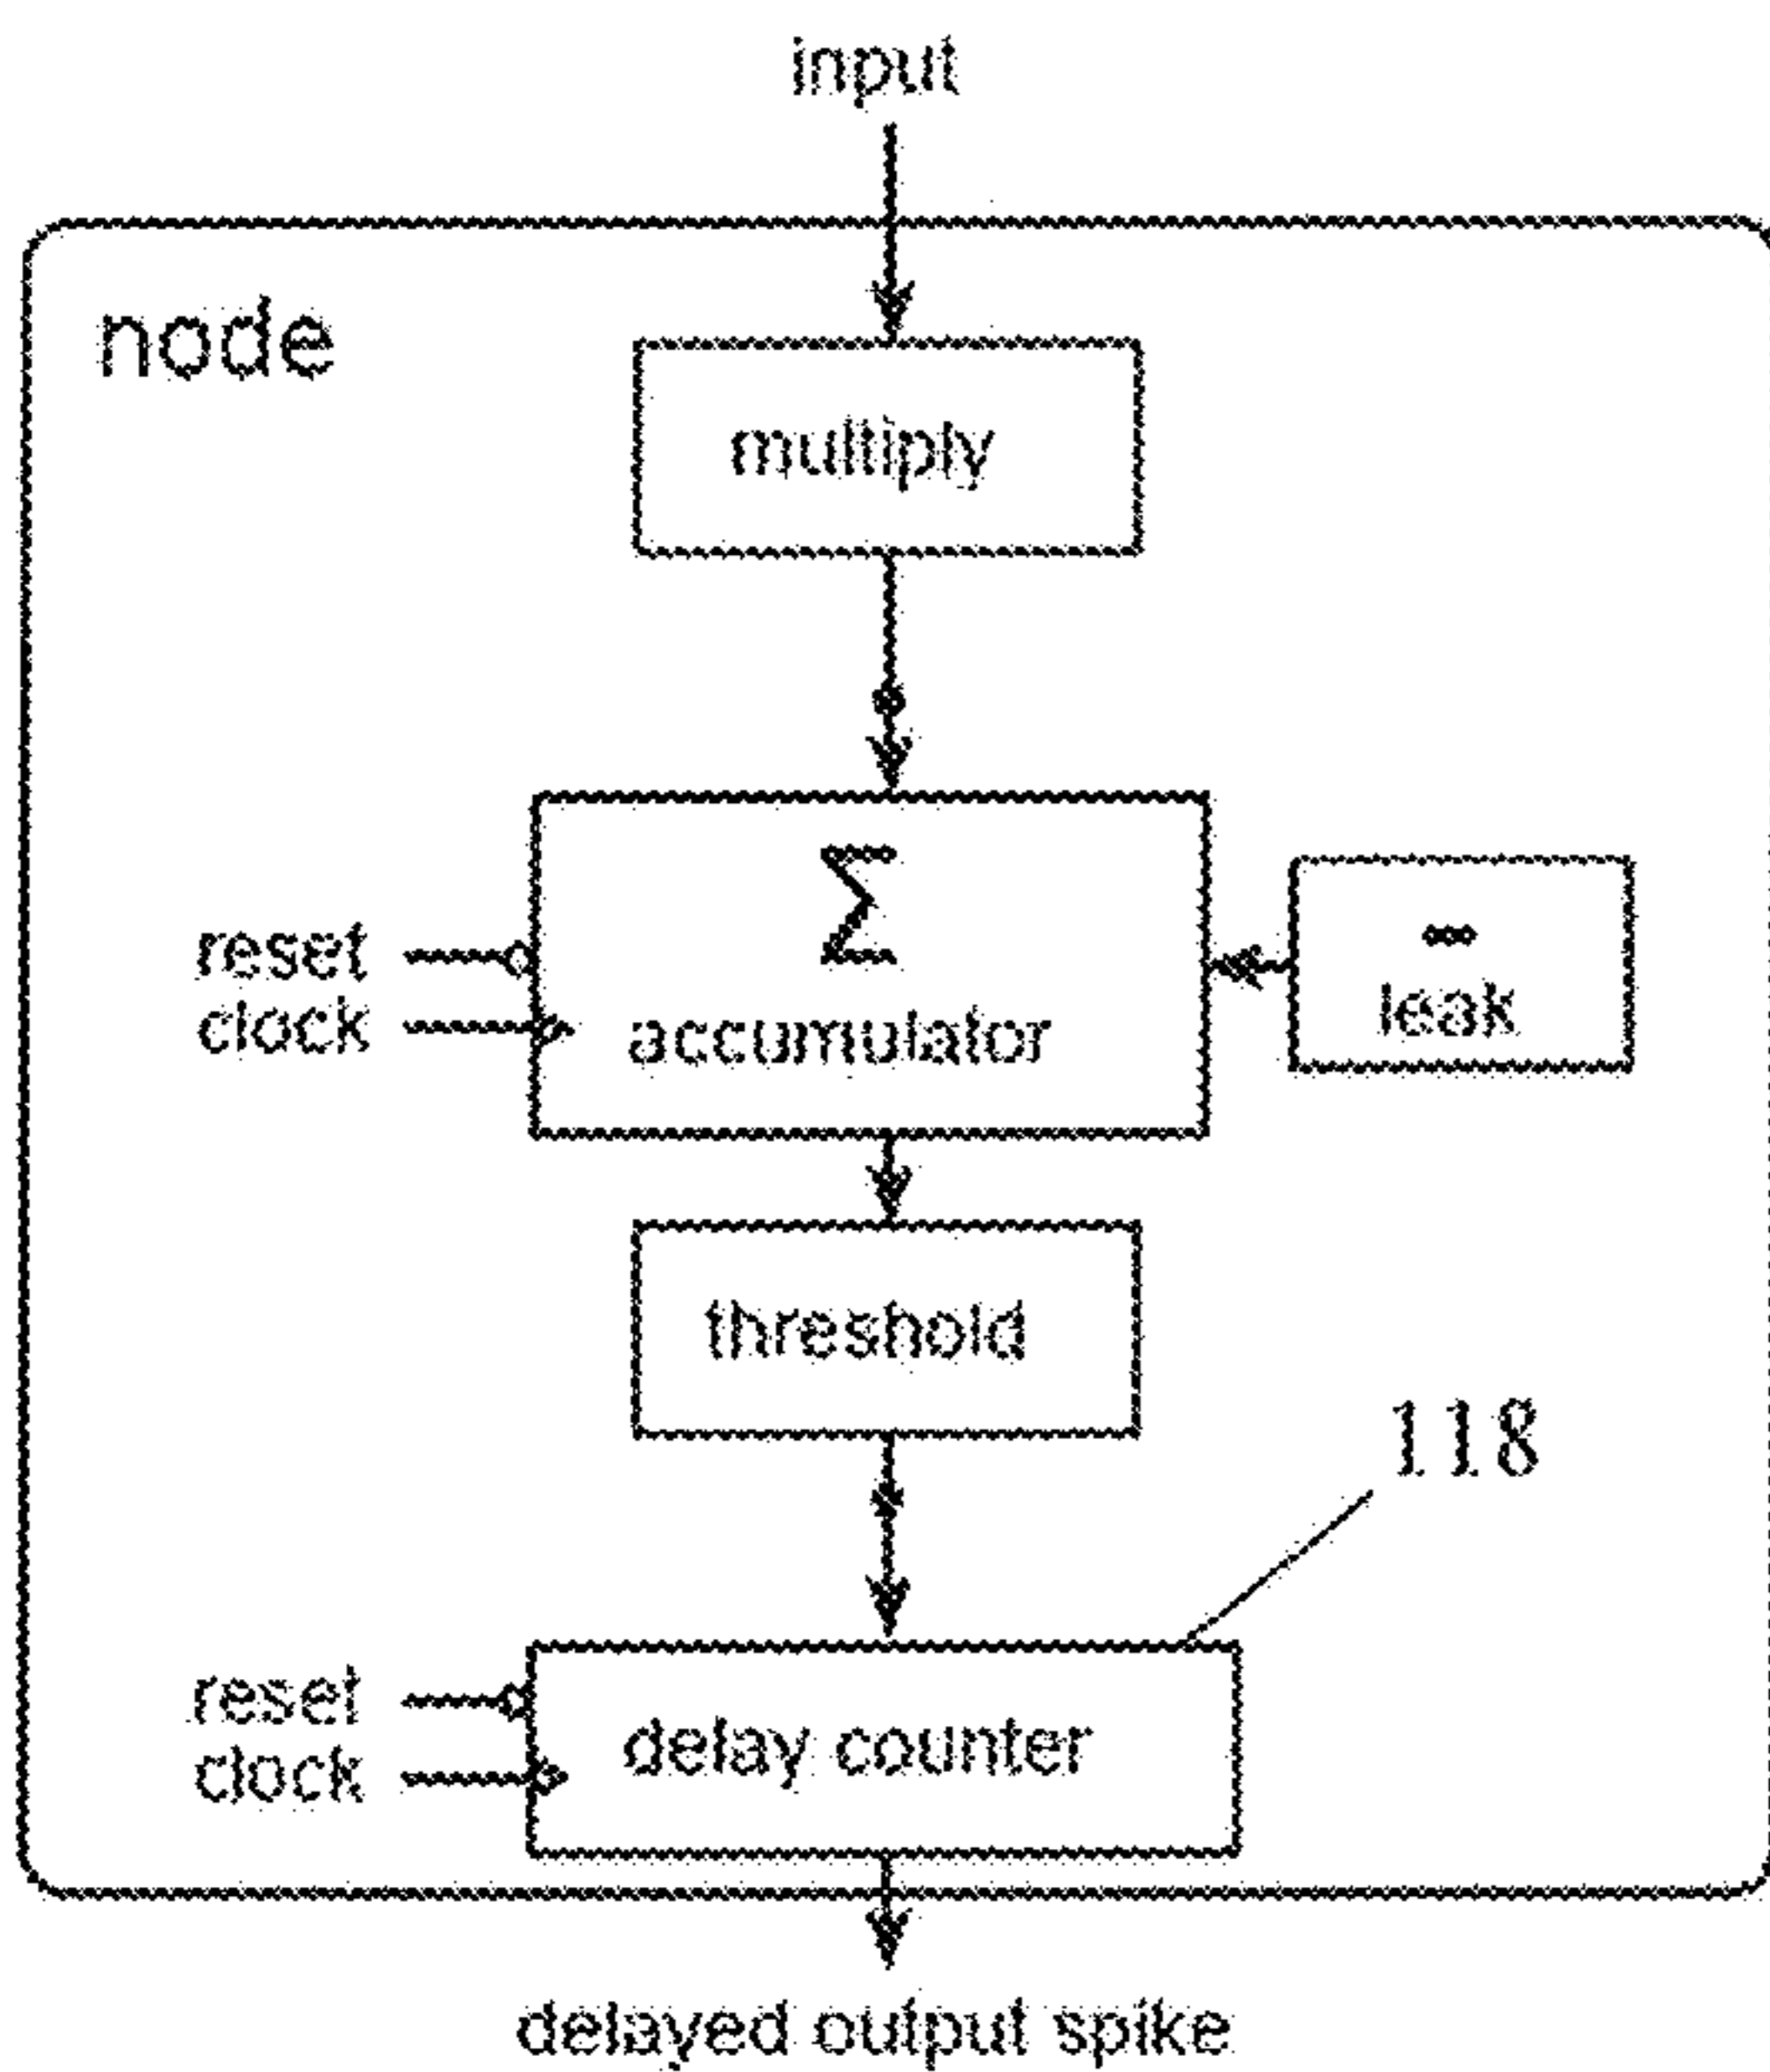 input
node
multiply
Σ
reset
clock
accumulator
-
leak
threshold
118
reset
clock
delay counter
delayed output spike